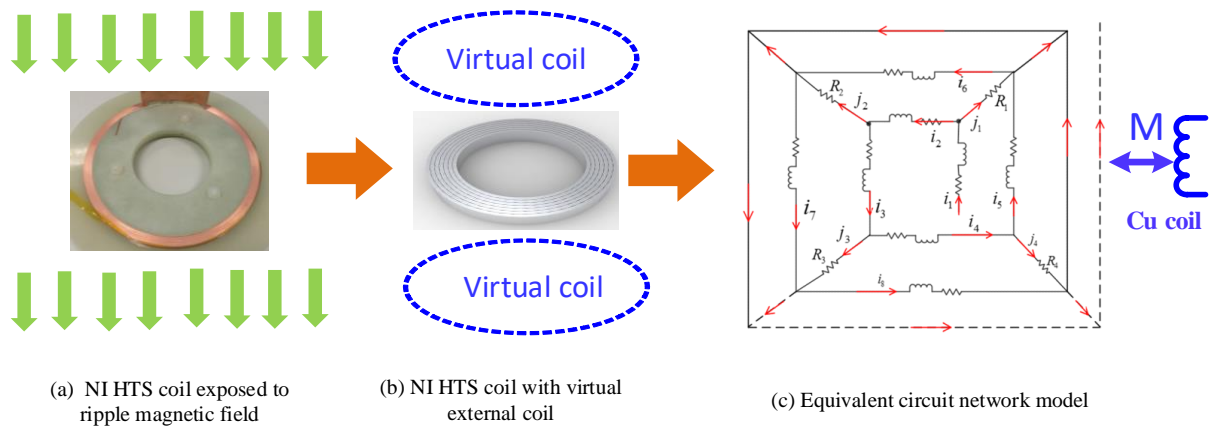 Virtual coil
Virtual coil
R₂
j₂
i₆
R₁
j₁
i₂
i₇
i₃
i₁
i₅
j₃
R₃
i₄
j₄
R₄
i₈
M
Cu coil
(a) NI HTS coil exposed to
ripple magnetic field
(b) NI HTS coil with virtual
external coil
(c) Equivalent circuit network model